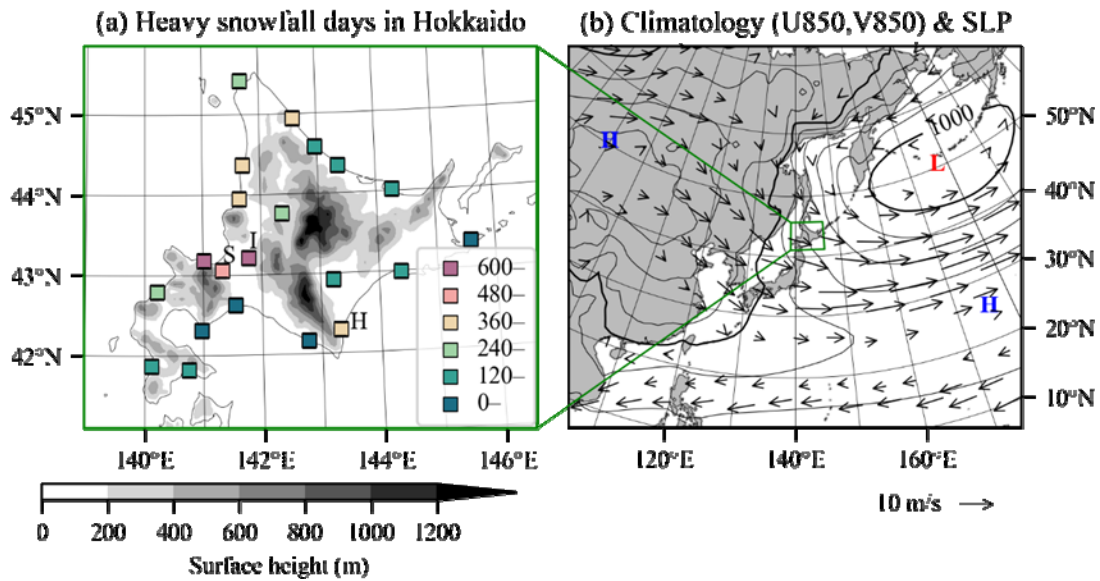 (a) Heavy snowfall days in Hokkaido
(b) Climatology (U850,V850) & SLP
45°N
44°N
43°N
42°N
S
I
H
600–
480–
360–
240–
120–
0–
140°E
142°E
144°E
146°E
0
200
400
600
800
1000
1200
Surface height (m)
H
1000
L
H
50°N
40°N
30°N
20°N
10°N
120°E
140°E
160°E
10 m/s